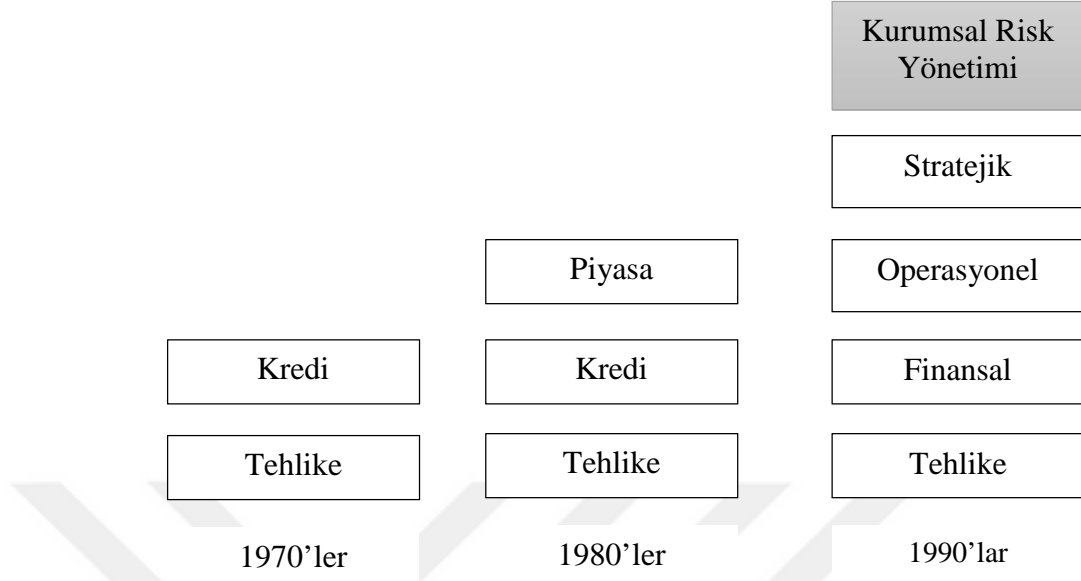 Kurumsal Risk
Yönetimi
Stratejik
Piyasa
Operasyonel
Kredi
Kredi
Finansal
Tehlike
Tehlike
Tehlike
1970’ler
1980’ler
1990’lar